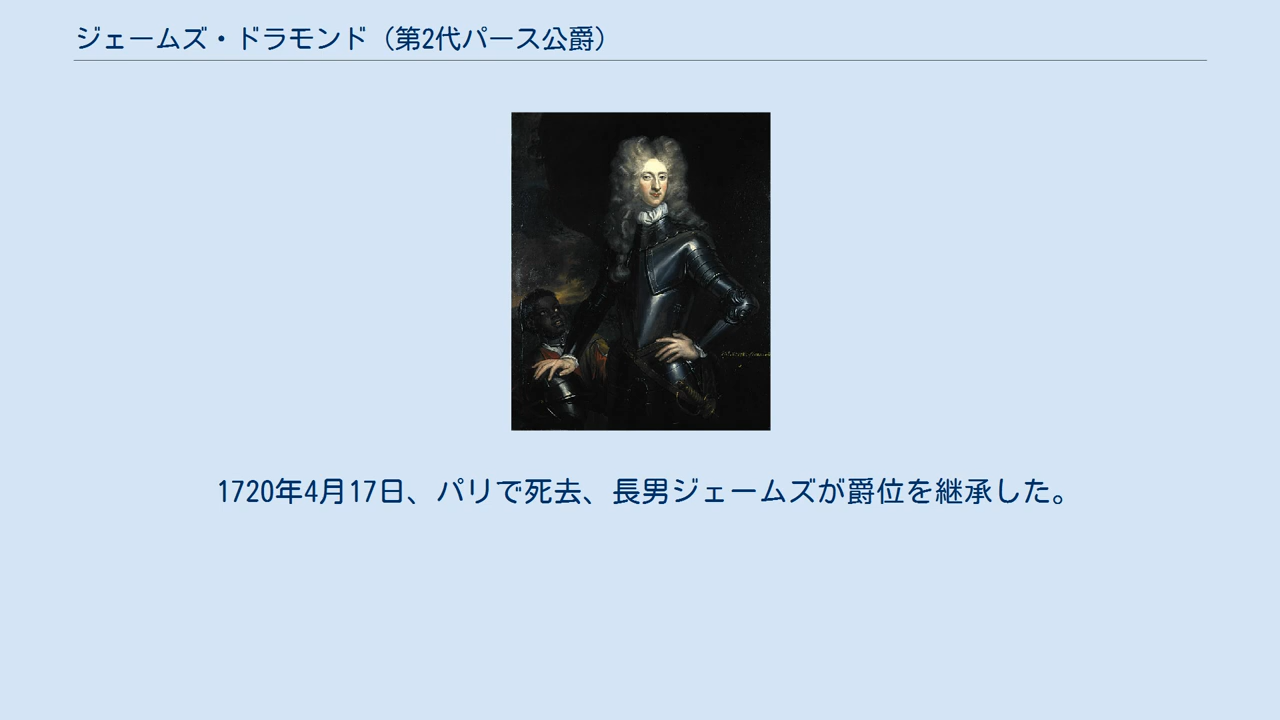 ジェームズ・ドラモンド（第2代パース公爵）
1720年4月17日、パリで死去、長男ジェームズが爵位を継承した。